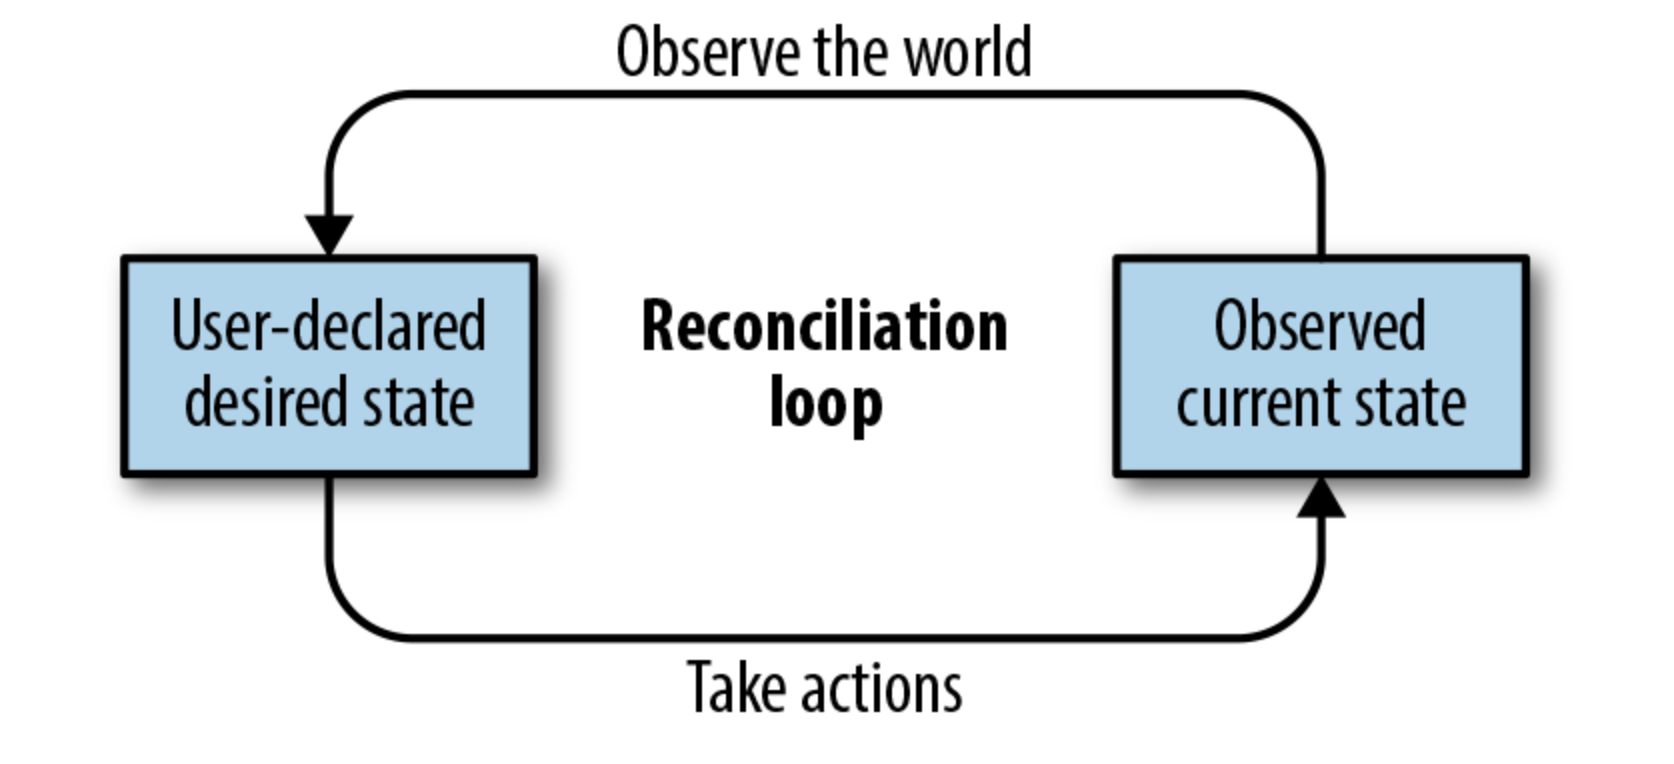 Observe the world
User-declared
desired state
Reconciliation
loop
Observed
current state
Take actions